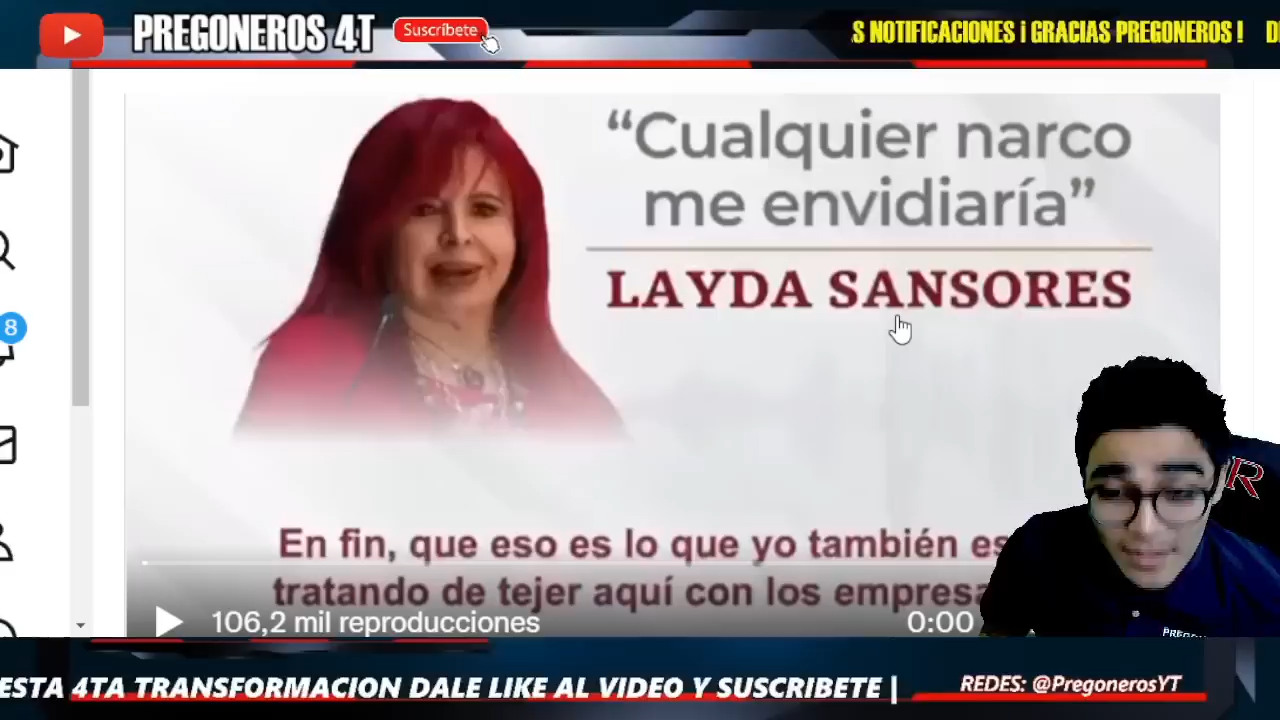 PREGONEROS 4T
Suscríbete
S NOTIFICACIONES ¡ GRACIAS PREGONEROS !
“Cualquier narco
me envidiaría”
LAYDA SANSORES
8
R
En fin, que eso es lo que yo también es
tratando de tejer aquí con los empresa
106,2 mil reproducciones
0:00
ESTA 4TA TRANSFORMACION DALE LIKE AL VIDEO Y SUSCRIBETE |
REDES: @PregonerosYT